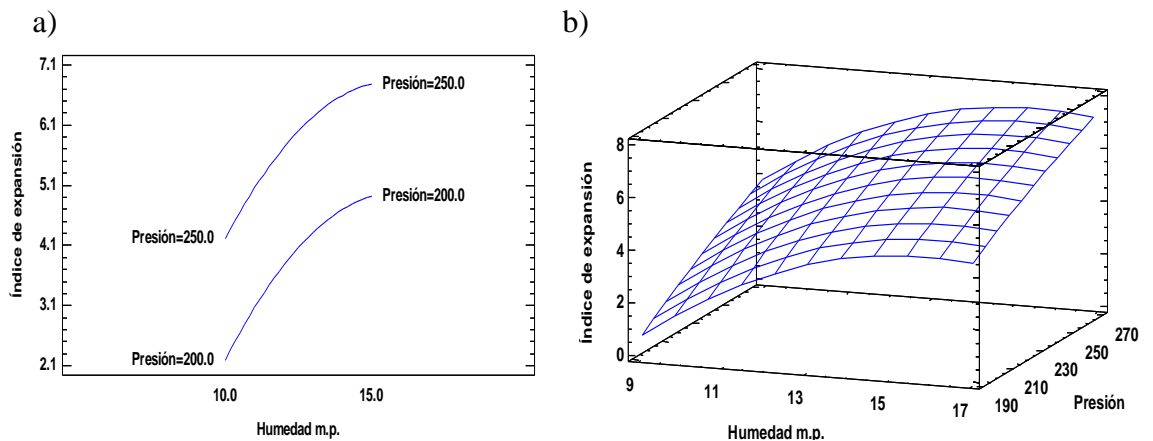 a)
7.1
6.1
5.1
4.1
3.1
2.1
Índice de expansión
Presión=250.0
Presión=250.0
Presión=200.0
Presión=200.0
10.0
15.0
Humedad m.p.
b)
8
6
4
2
0
Índice de expansión
9
11
13
15
17
Humedad m.p.
190
210
230
250
270
Presión